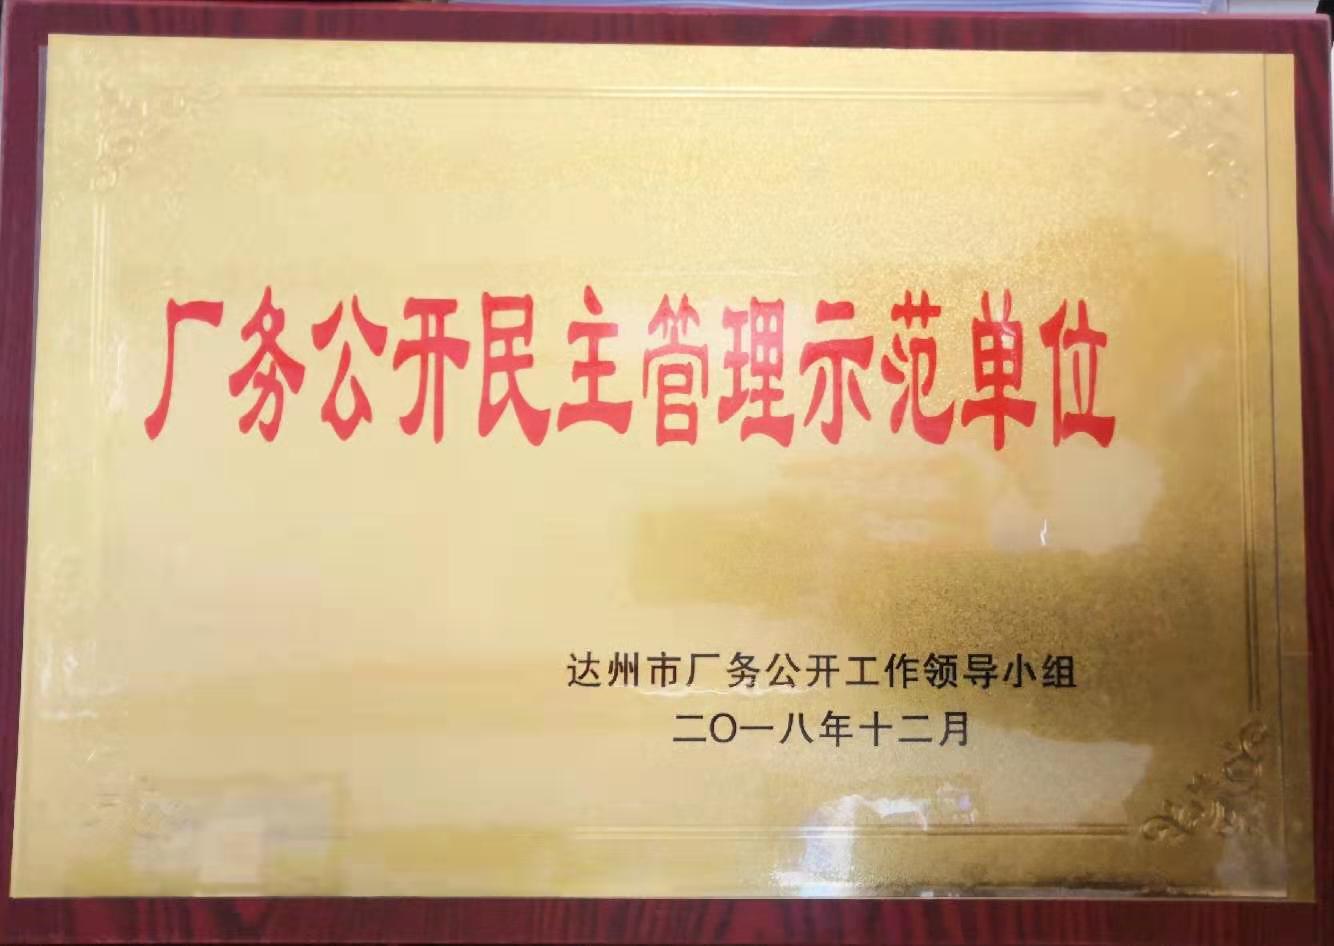 厂务公开民主管理示范单位
达州市厂务公开工作领导小组
二〇一八年十二月